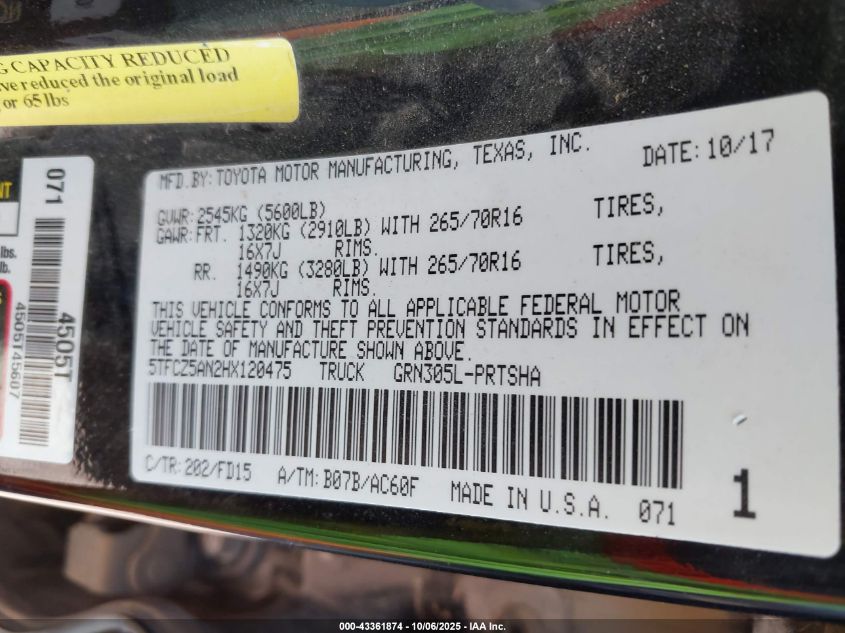 G CAPACITY REDUCED
ve reduced the original load
or 65 lbs
071
NT
lbs.
lb.
4505T
4505T45607
MFD.BY:TOYOTA MOTOR MANUFACTURING, TEXAS, INC. DATE:10/17
GVWR:2545KG (5600LB)
GAWR:FRT. 1320KG (2910LB) WITH 265/70R16 TIRES,
16X7J RIMS.
RR. 1490KG (3280LB) WITH 265/70R16 TIRES,
16X7J RIMS.
THIS VEHICLE CONFORMS TO ALL APPLICABLE FEDERAL MOTOR
VEHICLE SAFETY AND THEFT PREVENTION STANDARDS IN EFFECT ON
THE DATE OF MANUFACTURE SHOWN ABOVE.
5TFCZ5AN2HX120475 TRUCK GRN305L-PRTSHA
C/TR:202/FD15 A/TM:B07B/AC60F MADE IN U.S.A. 071 1
000-43361874 | 10/06/2025 | IAA Inc.